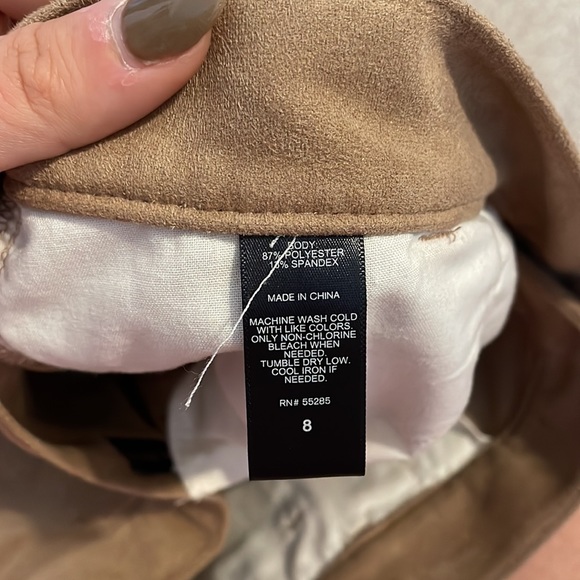 BODY:
87% POLYESTER
13% SPANDEX
MADE IN CHINA
MACHINE WASH COLD
WITH LIKE COLORS.
ONLY NON-CHLORINE
BLEACH WHEN
NEEDED.
TUMBLE DRY LOW.
COOL IRON IF
NEEDED.
RN# 55285
8